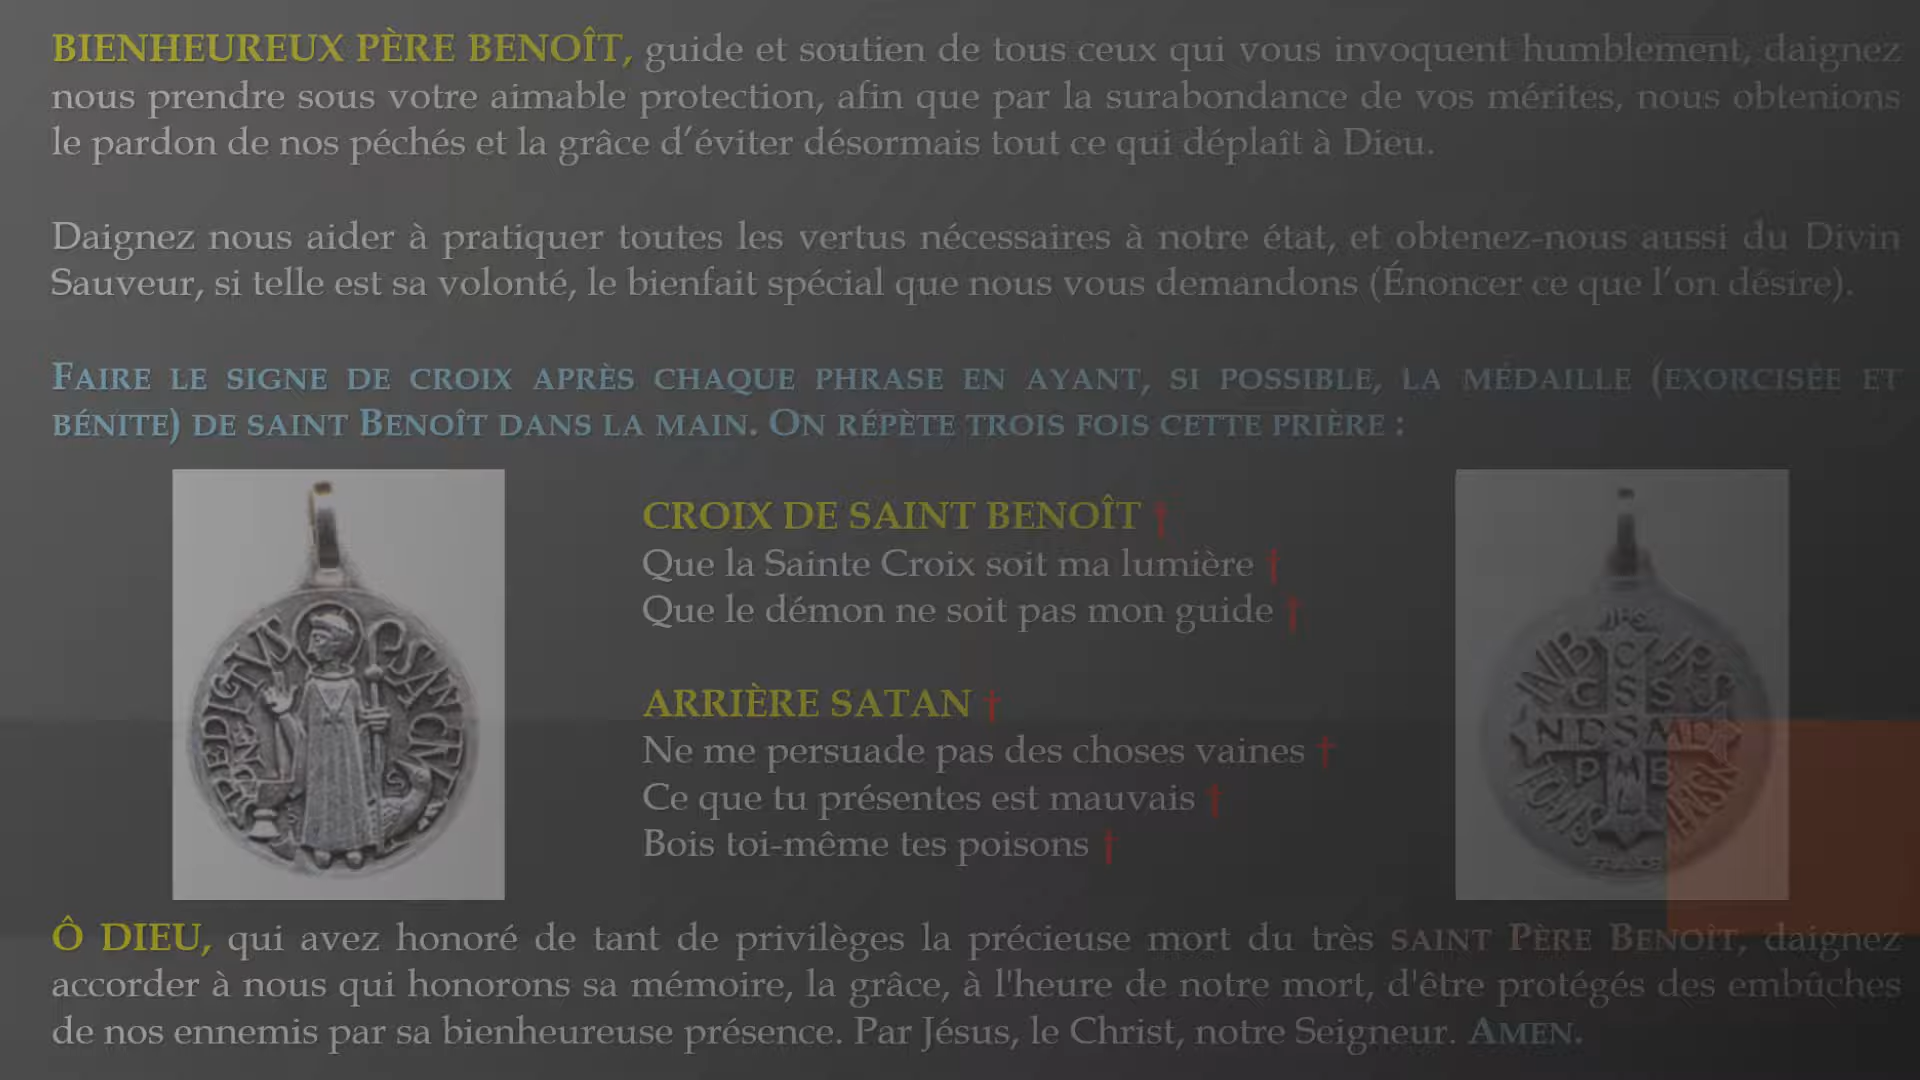 BIENHEUREUX PÈRE BENOÎT, guide et soutien de tous ceux qui vous invoquent humblement, daignez
nous prendre sous votre aimable protection, afin que par la surabondance de vos mérites, nous obtenions
le pardon de nos péchés et la grâce d’éviter désormais tout ce qui déplaît à Dieu.
Daignez nous aider à pratiquer toutes les vertus nécessaires à notre état, et obtenez-nous aussi du Divin
Sauveur, si telle est sa volonté, le bienfait spécial que nous vous demandons (Énoncer ce que l’on désire).
FAIRE LE SIGNE DE CROIX APRÈS CHAQUE PHRASE EN AYANT, SI POSSIBLE, LA MÉDAILLE (EXORCISÉE ET
BÉNITE) DE SAINT BENOÎT DANS LA MAIN. ON RÉPÈTE TROIS FOIS CETTE PRIÈRE :
CROIX DE SAINT BENOÎT †
Que la Sainte Croix soit ma lumière †
Que le démon ne soit pas mon guide †
ARRIÈRE SATAN †
Ne me persuade pas des choses vaines †
Ce que tu présentes est mauvais †
Bois toi-même tes poisons †
C
C S S
N D S M D
P M B
Ô DIEU, qui avez honoré de tant de privilèges la précieuse mort du très SAINT PÈRE BENOÎT, daignez
accorder à nous qui honorons sa mémoire, la grâce, à l'heure de notre mort, d'être protégés des embûches
de nos ennemis par sa bienheureuse présence. Par Jésus, le Christ, notre Seigneur. AMEN.